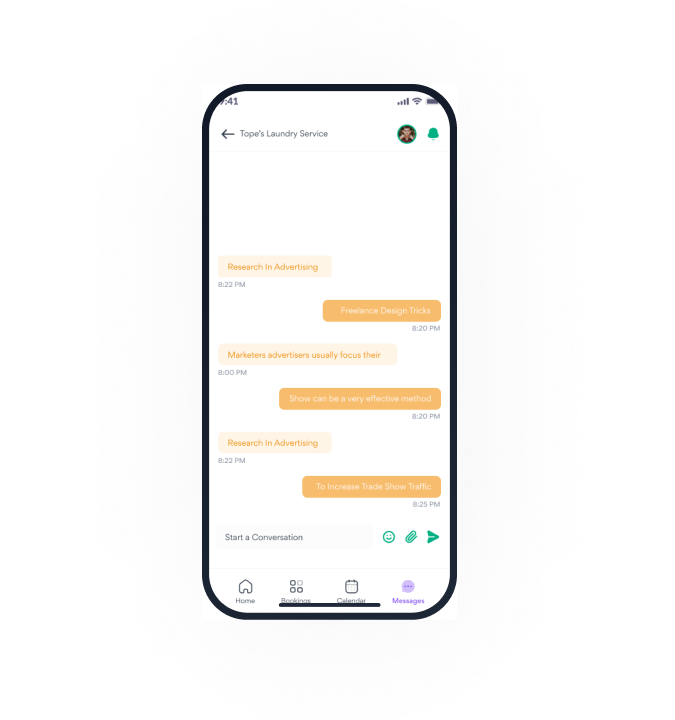 9:41
Tope's Laundry Service
Research In Advertising
8:22 PM
Freelance Design Tricks
8:20 PM
Marketers advertisers usually focus their
8:00 PM
Show can be a very effective method
8:20 PM
Research In Advertising
8:22 PM
To Increase Trade Show Traffic
8:25 PM
Start a Conversation
Home Bookings Calendar Messages